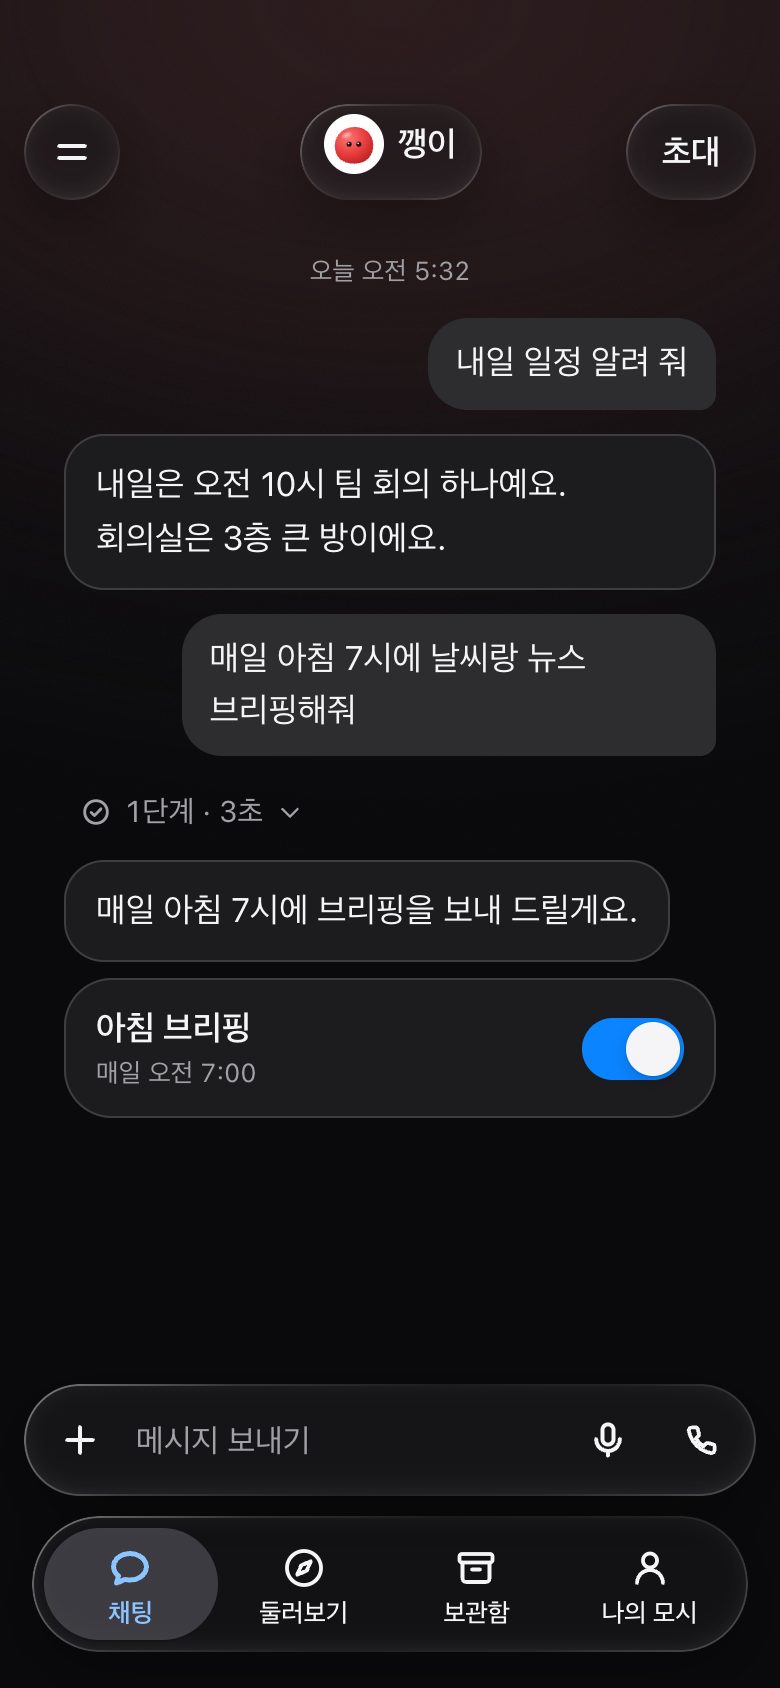 깽이
초대
오늘 오전 5:32
내일 일정 알려 줘
내일은 오전 10시 팀 회의 하나예요.
회의실은 3층 큰 방이에요.
매일 아침 7시에 날씨랑 뉴스
브리핑해줘
1단계 · 3초
매일 아침 7시에 브리핑을 보내 드릴게요.
아침 브리핑
매일 오전 7:00
메시지 보내기
채팅
둘러보기
보관함
나의 모시